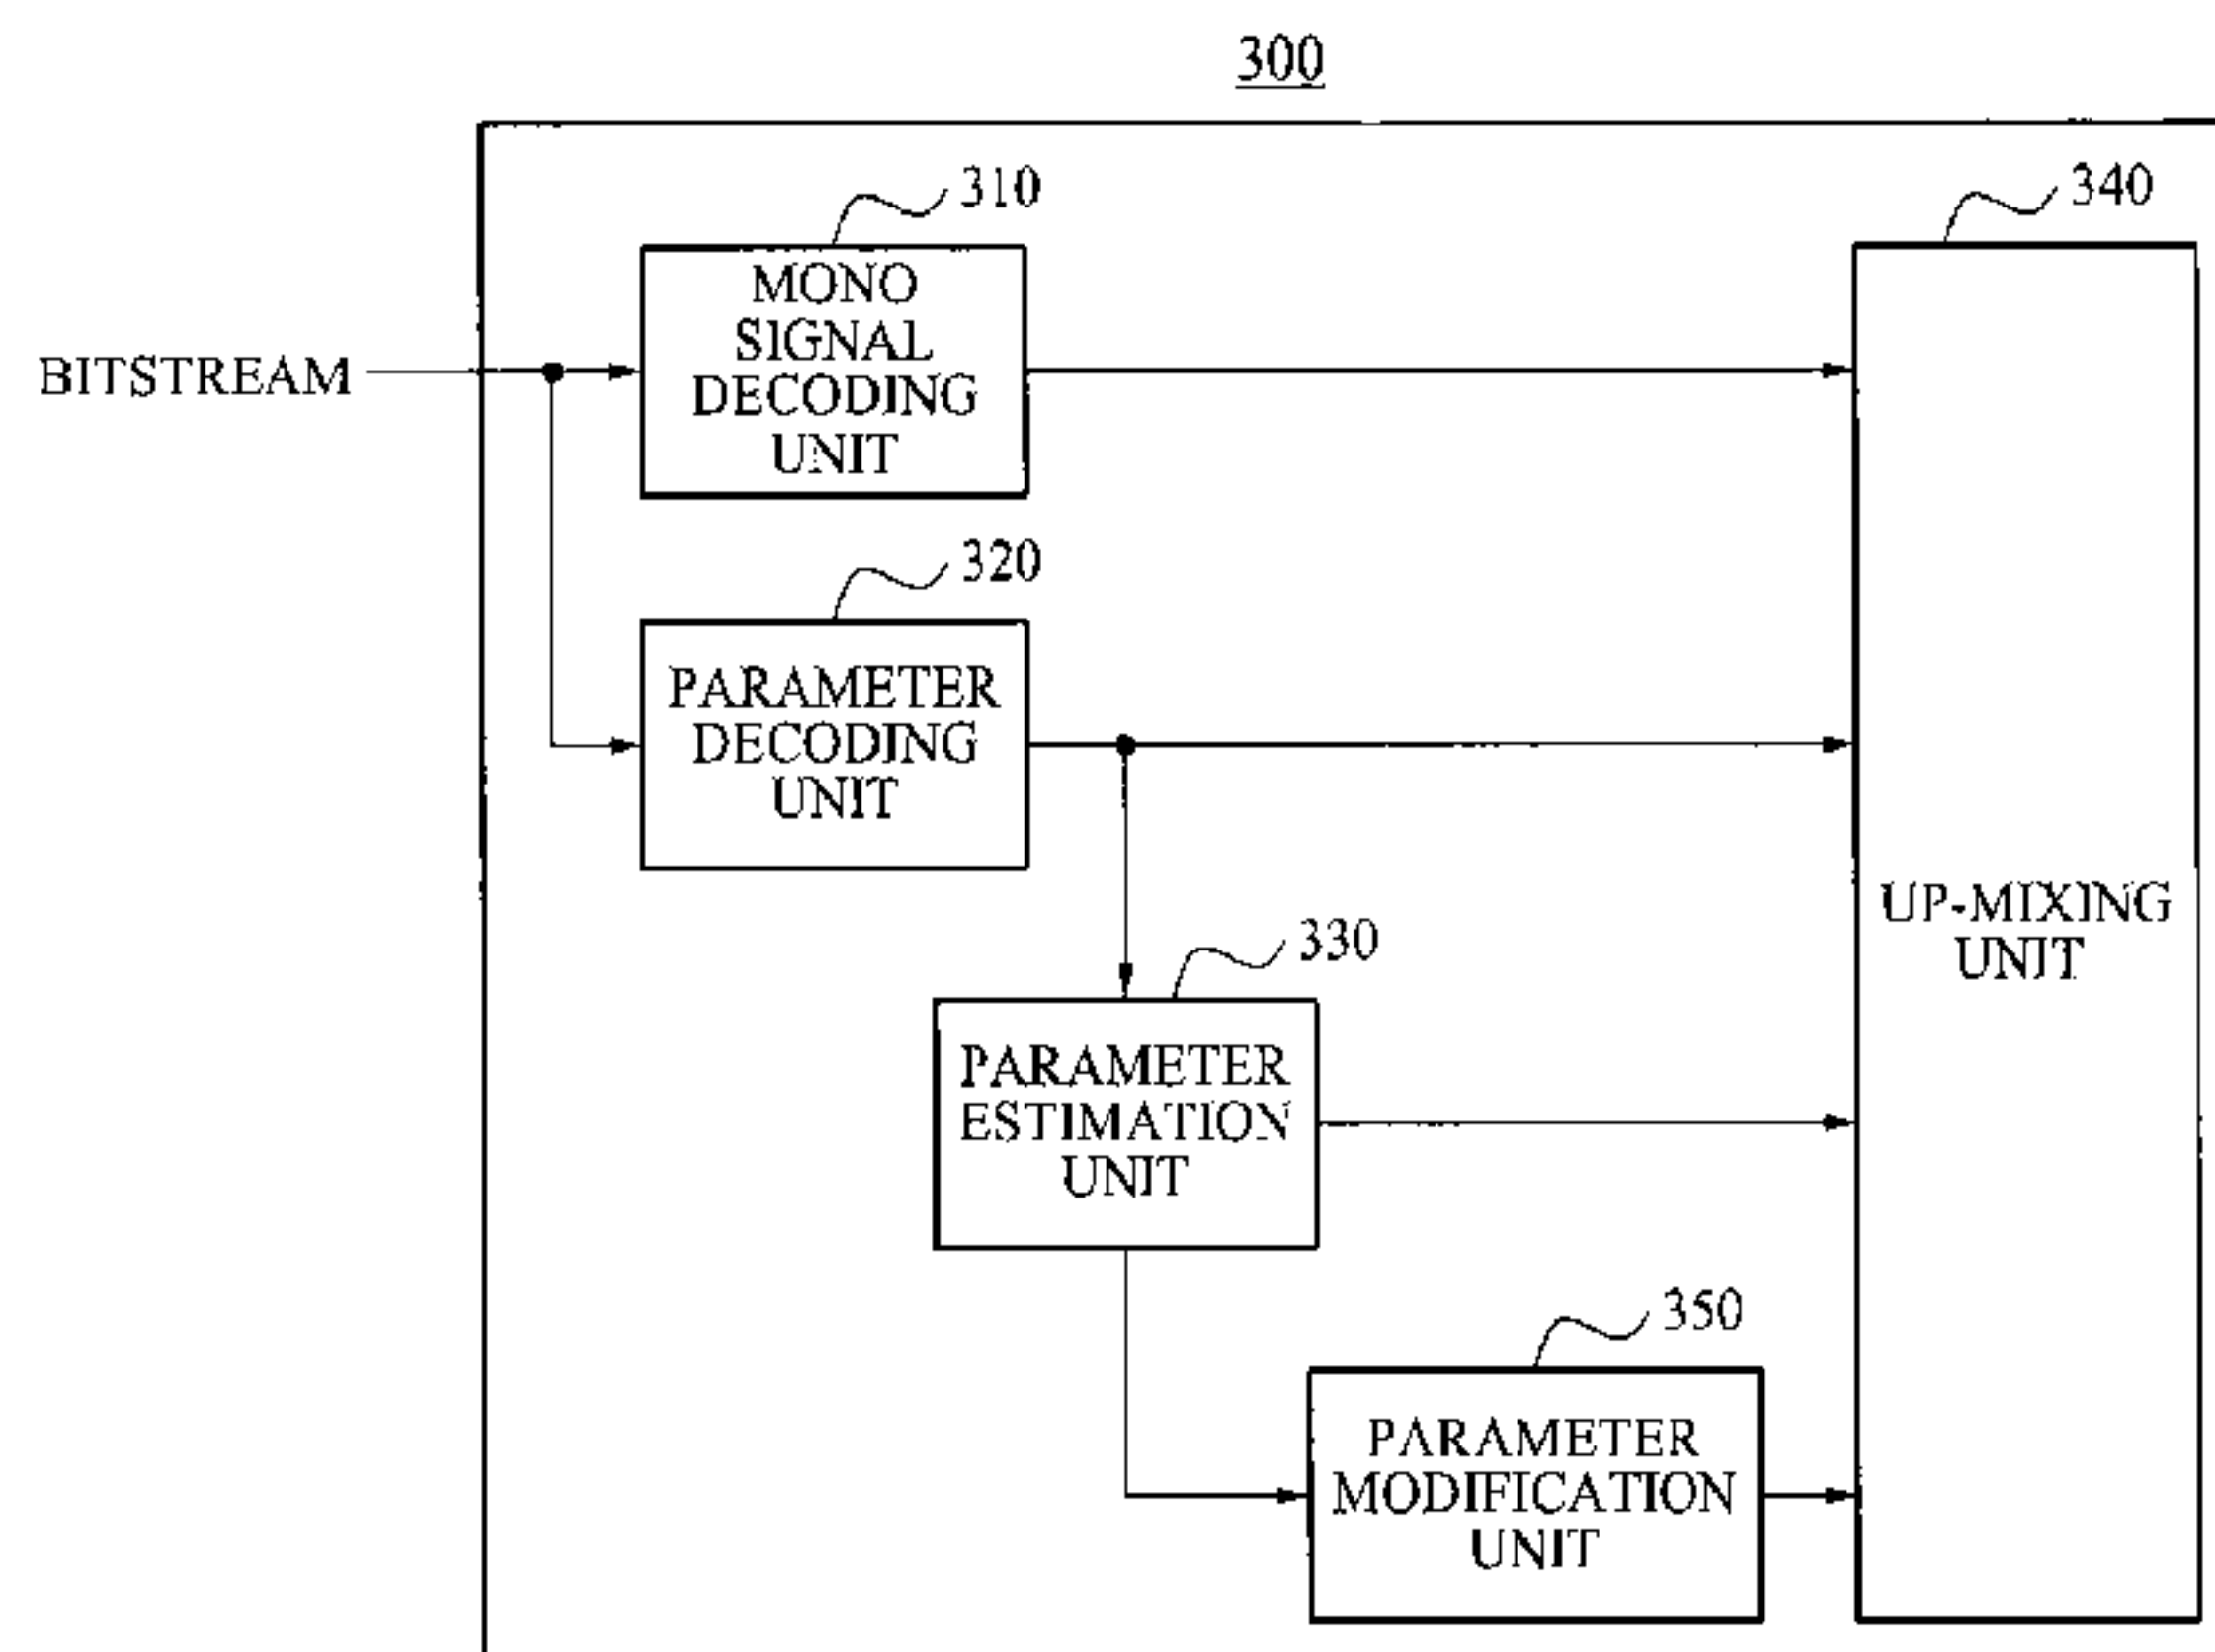 300
310
340
MONO
SIGNAL
DECODING
UNIT
BITSTREAM
320
PARAMETER
DECODING
UNIT
UP-MIXING
UNIT
330
PARAMETER
ESTIMATION
UNIT
350
PARAMETER
MODIFICATION
UNIT